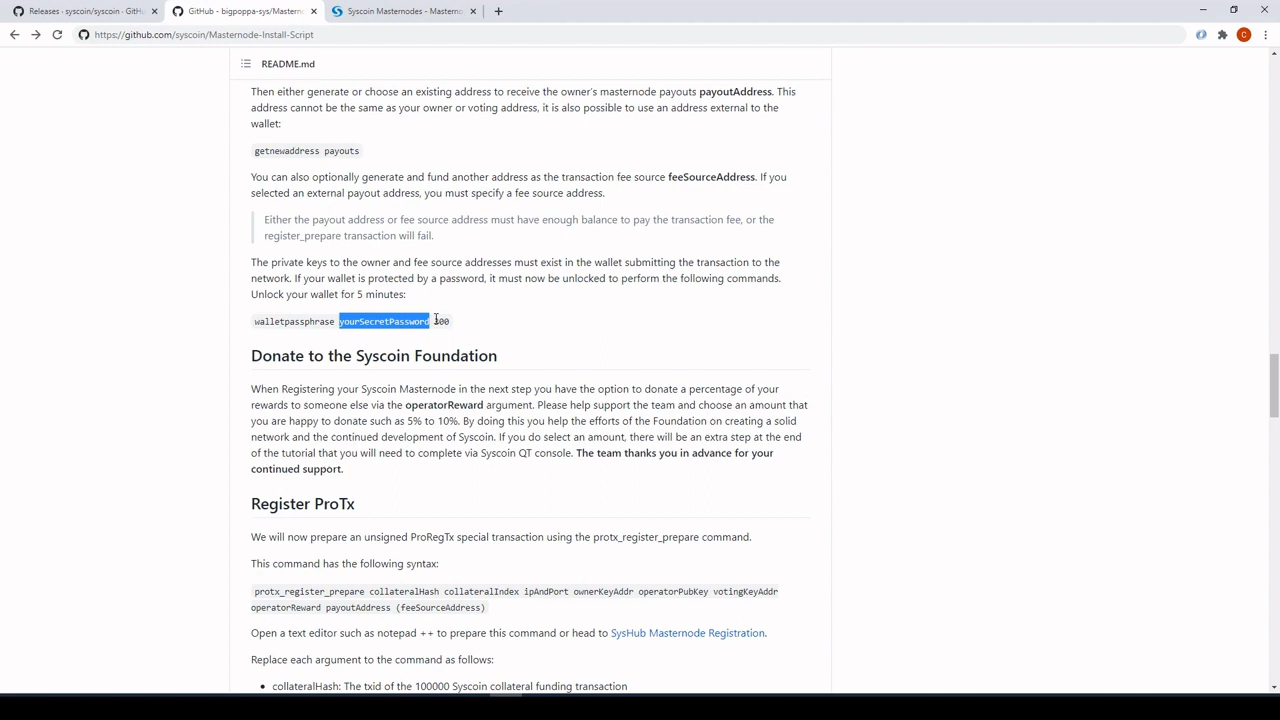 Releases · syscoin/syscoin · GitHu
GitHub - bigpoppa-sys/Masterno
Syscoin Masternodes - Masterno
https://github.com/syscoin/Masternode-Install-Script
C
README.md
Then either generate or choose an existing address to receive the owner's masternode payouts payoutAddress. This
address cannot be the same as your owner or voting address, it is also possible to use an address external to the
wallet:
getnewaddress payouts
You can also optionally generate and fund another address as the transaction fee source feeSourceAddress. If you
selected an external payout address, you must specify a fee source address.
Either the payout address or fee source address must have enough balance to pay the transaction fee, or the
register_prepare transaction will fail.
The private keys to the owner and fee source addresses must exist in the wallet submitting the transaction to the
network. If your wallet is protected by a password, it must now be unlocked to perform the following commands.
Unlock your wallet for 5 minutes:
walletpassphrase yourSecretPassword 300
Donate to the Syscoin Foundation
When Registering your Syscoin Masternode in the next step you have the option to donate a percentage of your
rewards to someone else via the operatorReward argument. Please help support the team and choose an amount that
you are happy to donate such as 5% to 10%. By doing this you help the efforts of the Foundation on creating a solid
network and the continued development of Syscoin. If you do select an amount, there will be an extra step at the end
of the tutorial that you will need to complete via Syscoin QT console. The team thanks you in advance for your
continued support.
Register ProTx
We will now prepare an unsigned ProRegTx special transaction using the protx_register_prepare command.
This command has the following syntax:
protx_register_prepare collateralHash collateralIndex ipAndPort ownerKeyAddr operatorPubKey votingKeyAddr
operatorReward payoutAddress (feeSourceAddress)
Open a text editor such as notepad ++ to prepare this command or head to SysHub Masternode Registration.
Replace each argument to the command as follows:
• collateralHash: The txid of the 100000 Syscoin collateral funding transaction